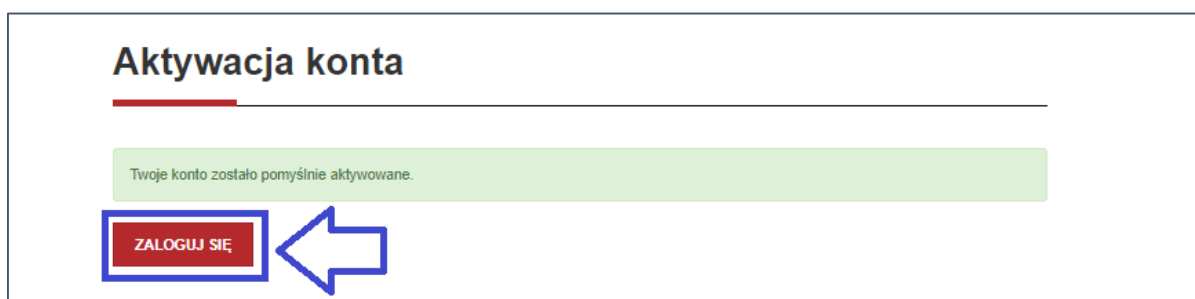 Aktywacja konta
Twoje konto zostało pomyślnie aktywowane.
ZALOGUJ SIĘ